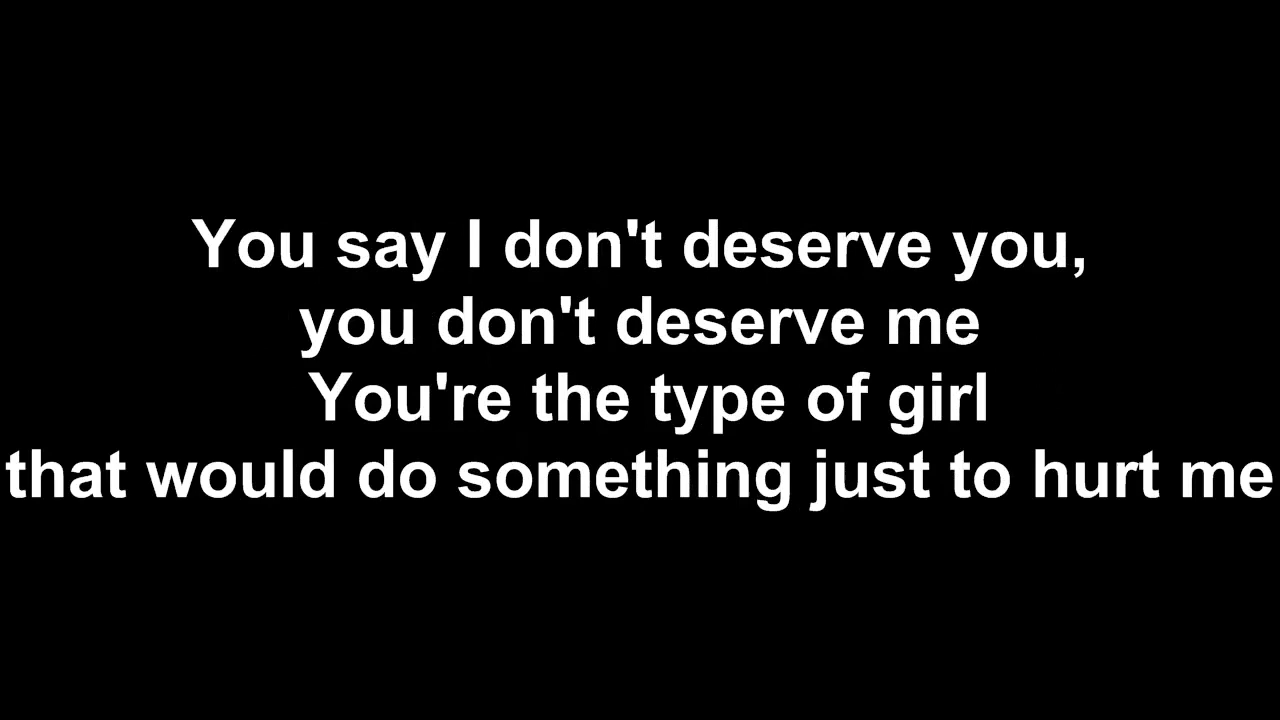 You say I don't deserve you,
you don't deserve me
You're the type of girl
that would do something just to hurt me